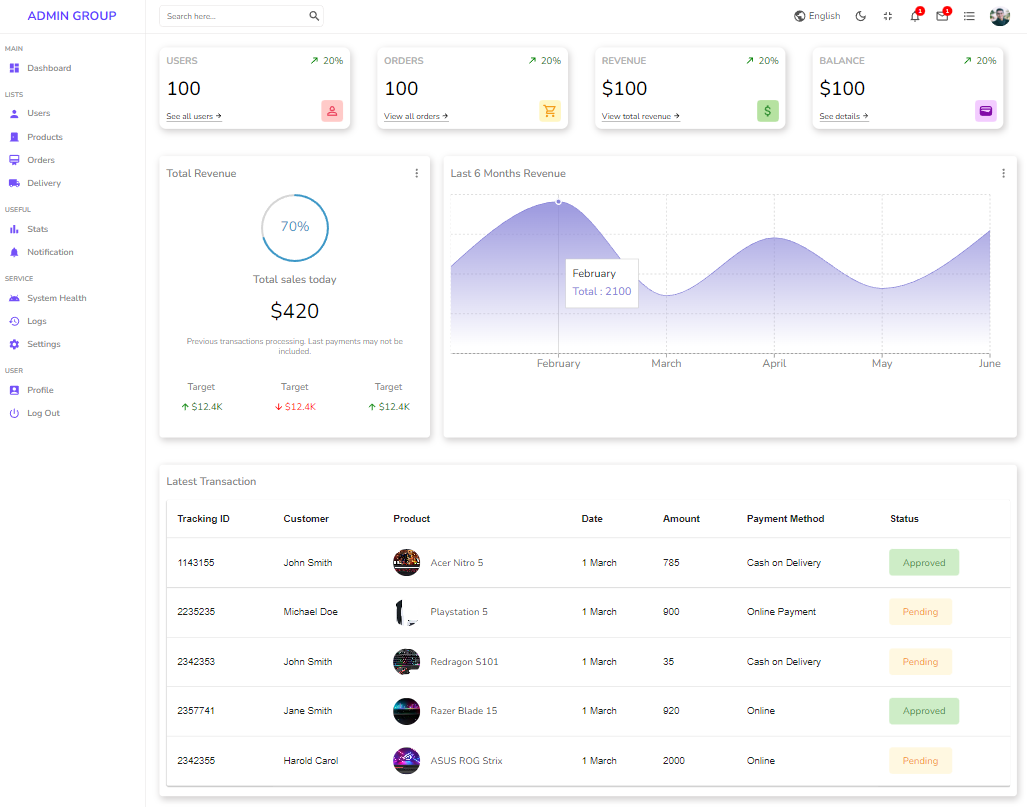 ADMIN GROUP
Search here...
English
1
1
MAIN
Dashboard
LISTS
Users
Products
Orders
Delivery
USEFUL
Stats
Notification
SERVICE
System Health
Logs
Settings
USER
Profile
Log Out
USERS 20%
100
See all users
ORDERS 20%
100
View all orders
REVENUE 20%
$100
View total revenue
$
BALANCE 20%
$100
See details
Total Revenue
70%
Total sales today
$420
Previous transactions processing. Last payments may not be
included.
Target Target Target
$12.4K $12.4K $12.4K
Last 6 Months Revenue
February
Total : 2100
February March April May June
Latest Transaction
Tracking ID Customer Product Date Amount Payment Method Status
1143155 John Smith Acer Nitro 5 1 March 785 Cash on Delivery Approved
2235235 Michael Doe Playstation 5 1 March 900 Online Payment Pending
2342353 John Smith Redragon S101 1 March 35 Cash on Delivery Pending
2357741 Jane Smith Razer Blade 15 1 March 920 Online Approved
2342355 Harold Carol ASUS ROG Strix 1 March 2000 Online Pending